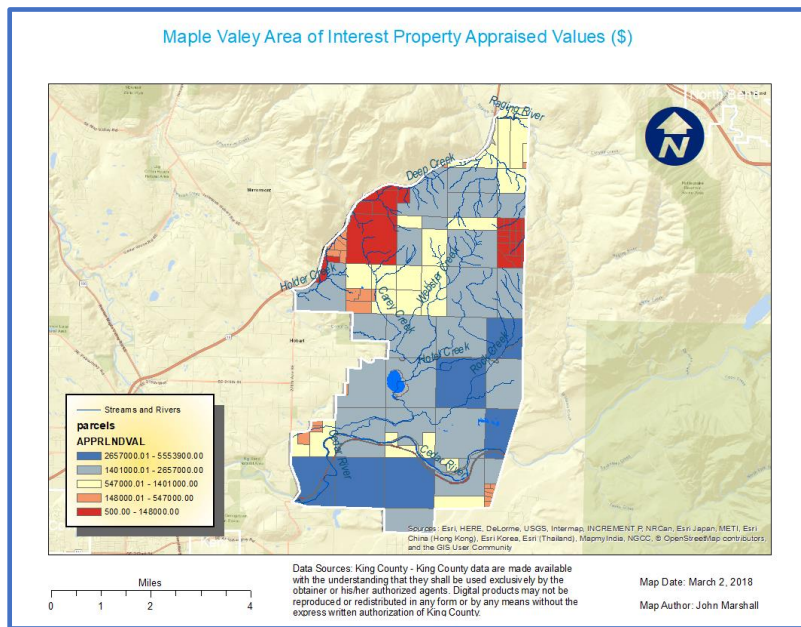 Maple Valey Area of Interest Property Appraised Values ($)
Raging River
N
Deep Creek
Holder Creek
Carey Creek
Webster Creek
Hobart
Rock Creek
Cedar River
Cedar River
Streams and Rivers
parcels
APPRLNDVAL
2657000.01 - 5553900.00
1401000.01 - 2657000.00
547000.01 - 1401000.00
148000.01 - 547000.00
500.00 - 148000.00
Sources: Esri, HERE, DeLorme, USGS, Intermap, INCREMENT P, NRCan, Esri Japan, METI, Esri
China (Hong Kong), Esri Korea, Esri (Thailand), MapmyIndia, NGCC, © OpenStreetMap contributors,
and the GIS User Community
Miles
0 1 2 4
Data Sources: King County - King County data are made available
with the understanding that they shall be used exclusively by the
obtainer or his/her authorized agents. Digital products may not be
reproduced or redistributed in any form or by any means without the
express written authorization of King County.
Map Date: March 2, 2018
Map Author: John Marshall